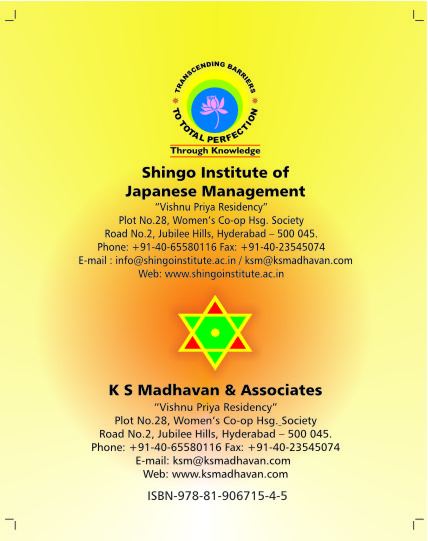 TRANSCENDING BARRIERS
TO TOTAL PERFECTION
Through Knowledge
Shingo Institute of
Japanese Management
"Vishnu Priya Residency"
Plot No.28, Women's Co-op Hsg. Society
Road No.2, Jubilee Hills, Hyderabad – 500 045.
Phone: +91-40-65580116 Fax: +91-40-23545074
E-mail : info@shingoinstitute.ac.in / ksm@ksmadhavan.com
Web: www.shingoinstitute.ac.in
K S Madhavan & Associates
"Vishnu Priya Residency"
Plot No.28, Women's Co-op Hsg. Society
Road No.2, Jubilee Hills, Hyderabad – 500 045.
Phone: +91-40-65580116 Fax: +91-40-23545074
E-mail: ksm@ksmadhavan.com
Web: www.ksmadhavan.com
ISBN-978-81-906715-4-5